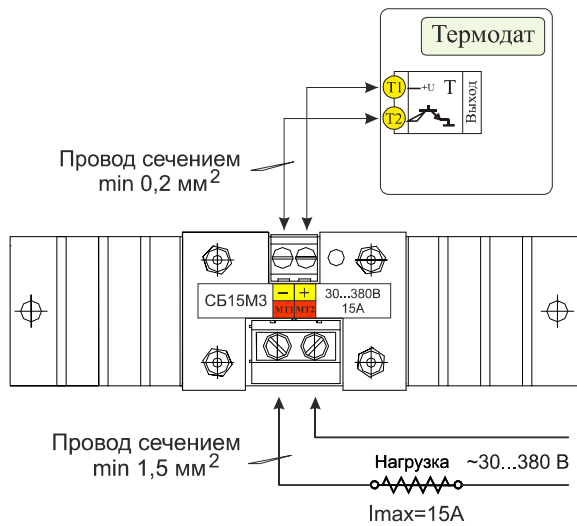 Термодат
T1 +U T
T2
Выход
Провод сечением
min 0,2 мм²
СБ15М3
− +
МТ1 МТ2
30...380В
15А
Провод сечением
min 1,5 мм²
Нагрузка ~30...380 В
Imax=15А